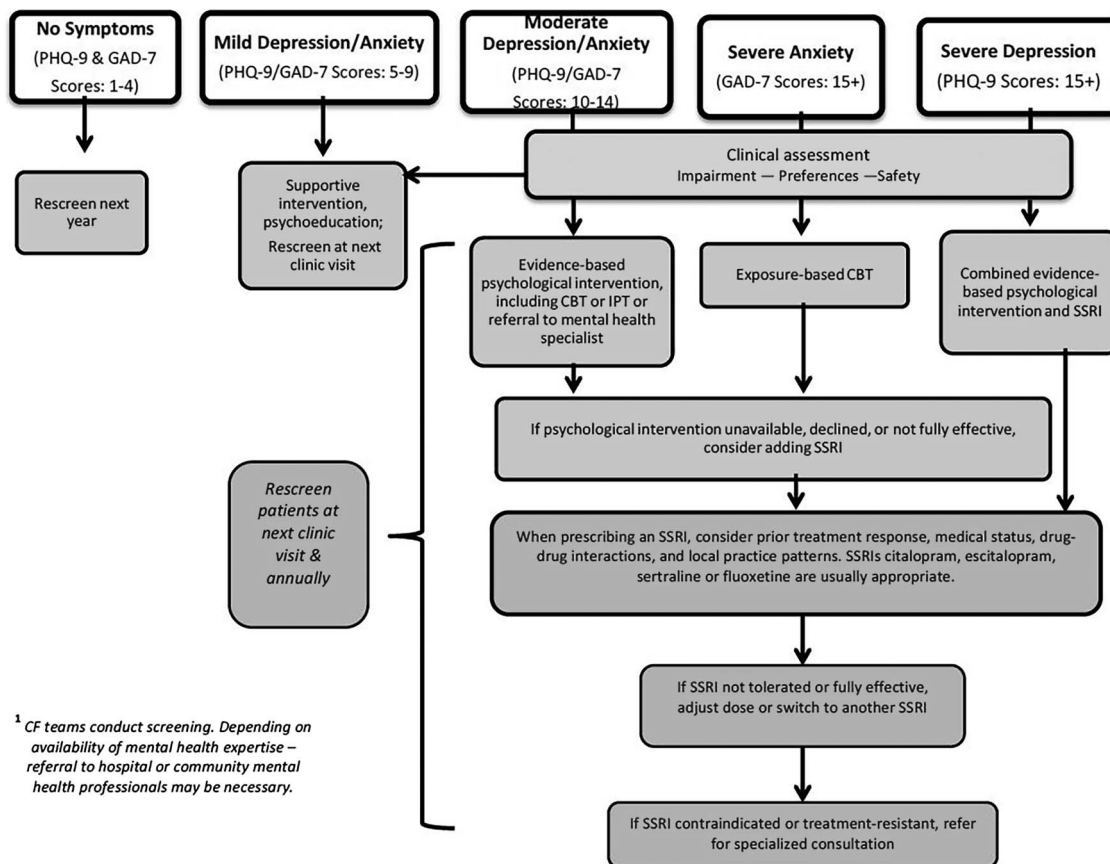 No Symptoms
(PHQ-9 & GAD-7
Scores: 1-4)
Mild Depression/Anxiety
(PHQ-9/GAD-7 Scores: 5-9)
Moderate
Depression/Anxiety
(PHQ-9/GAD-7
Scores: 10-14)
Severe Anxiety
(GAD-7 Scores: 15+)
Severe Depression
(PHQ-9 Scores: 15+)
Clinical assessment
Impairment — Preferences —Safety
Rescreen next
year
Supportive
intervention,
psychoeducation;
Rescreen at next
clinic visit
Evidence-based
psychological intervention,
including CBT or IPT or
referral to mental health
specialist
Exposure-based CBT
Combined evidence-
based psychological
intervention and SSRI
If psychological intervention unavailable, declined, or not fully effective,
consider adding SSRI
Rescreen
patients at
next clinic
visit &
annually
When prescribing an SSRI, consider prior treatment response, medical status, drug-
drug interactions, and local practice patterns. SSRIs citalopram, escitalopram,
sertraline or fluoxetine are usually appropriate.
If SSRI not tolerated or fully effective,
adjust dose or switch to another SSRI
1 CF teams conduct screening. Depending on
availability of mental health expertise –
referral to hospital or community mental
health professionals may be necessary.
If SSRI contraindicated or treatment-resistant, refer
for specialized consultation